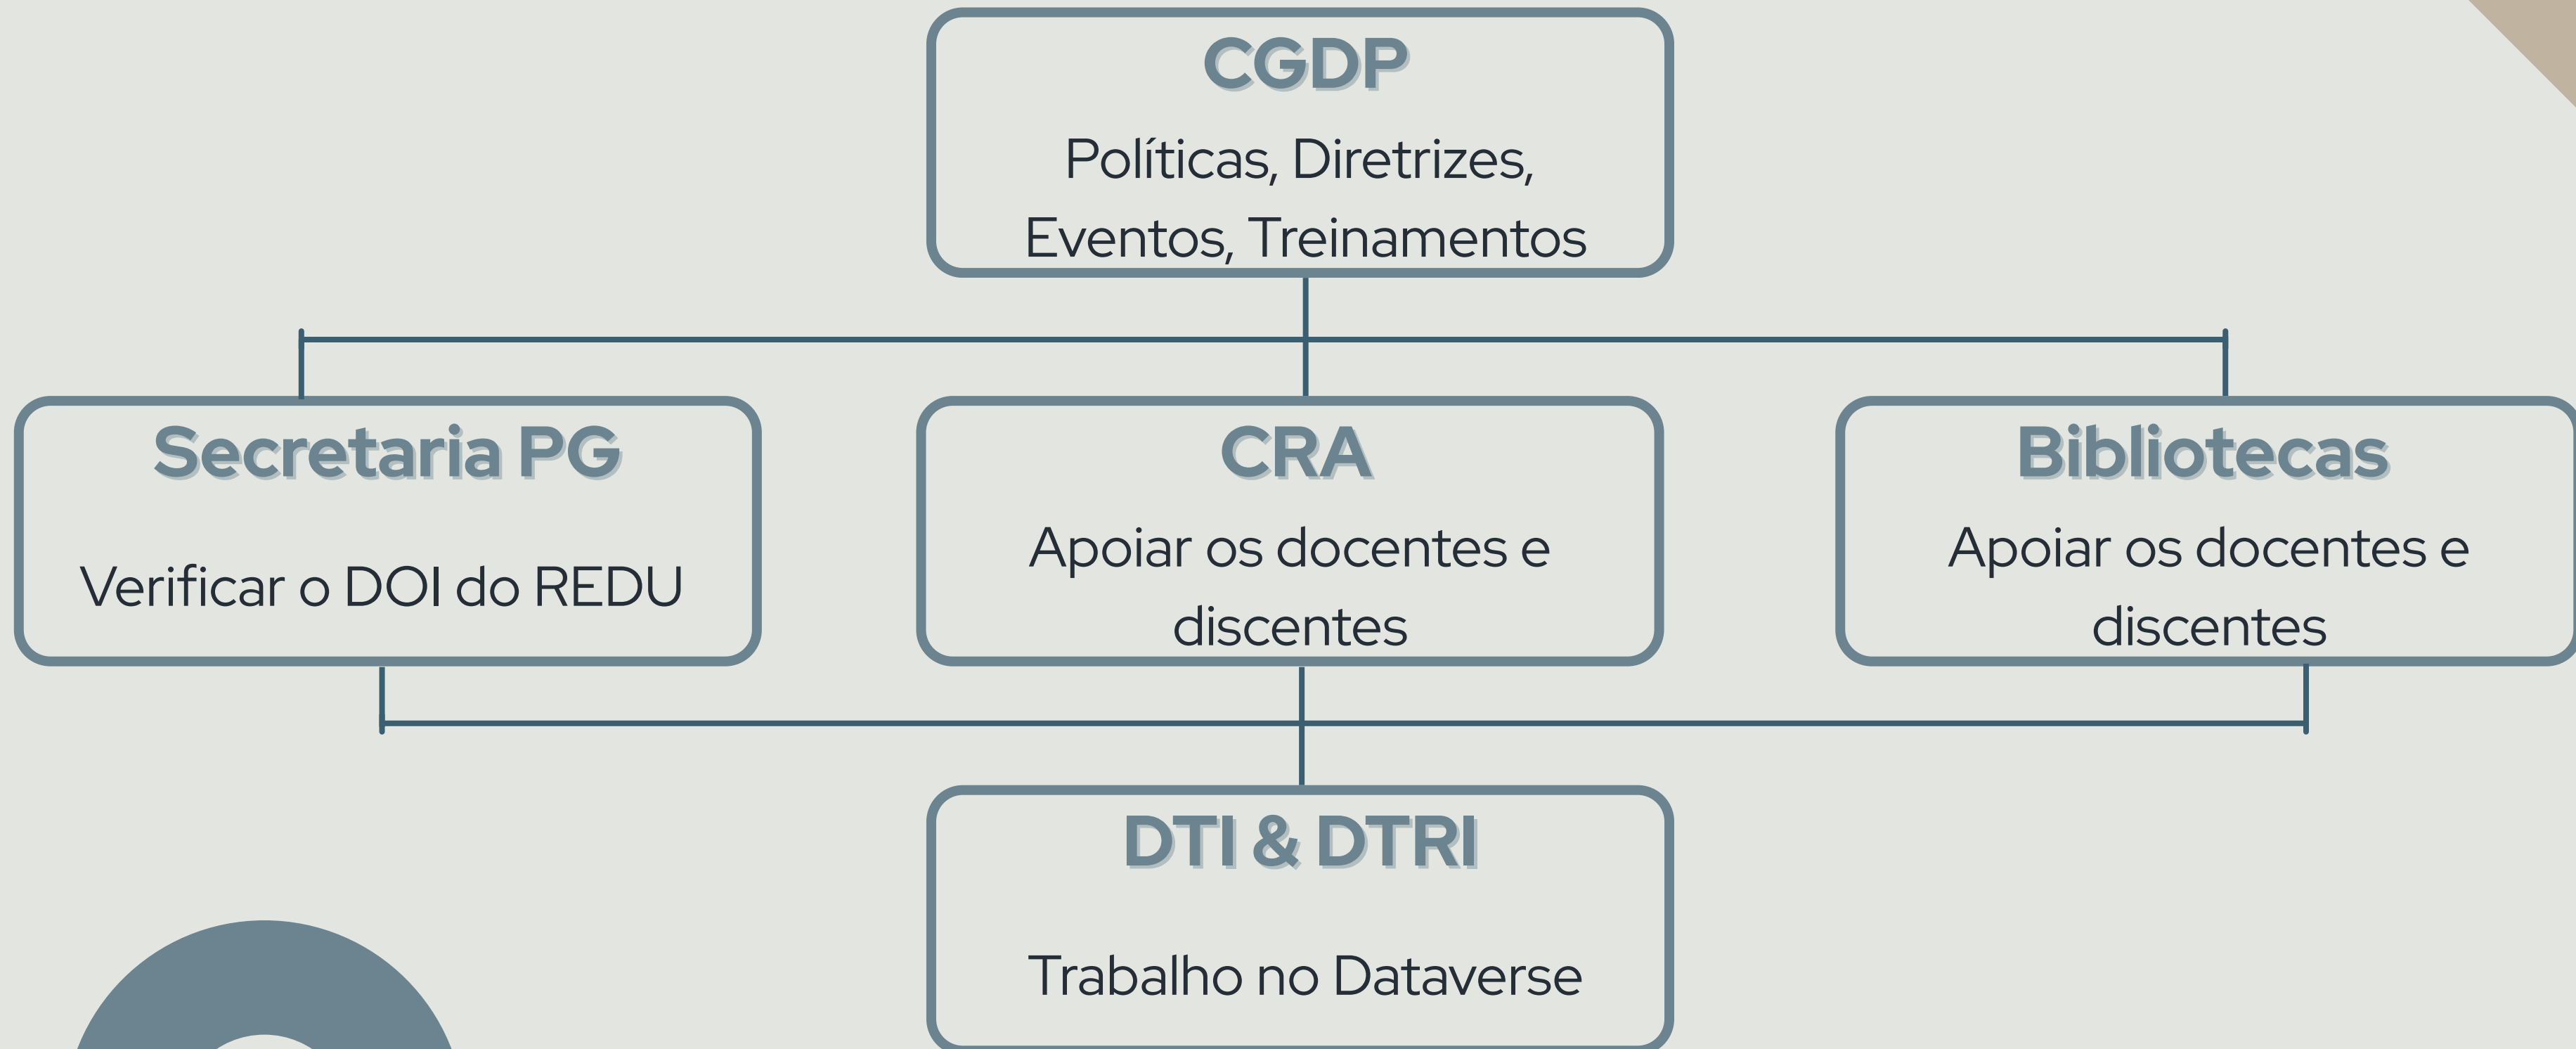 CGDP
Políticas, Diretrizes,
Eventos, Treinamentos
Secretaria PG
Verificar o DOI do REDU
CRA
Apoiar os docentes e
discentes
Bibliotecas
Apoiar os docentes e
discentes
DTI & DTRI
Trabalho no Dataverse